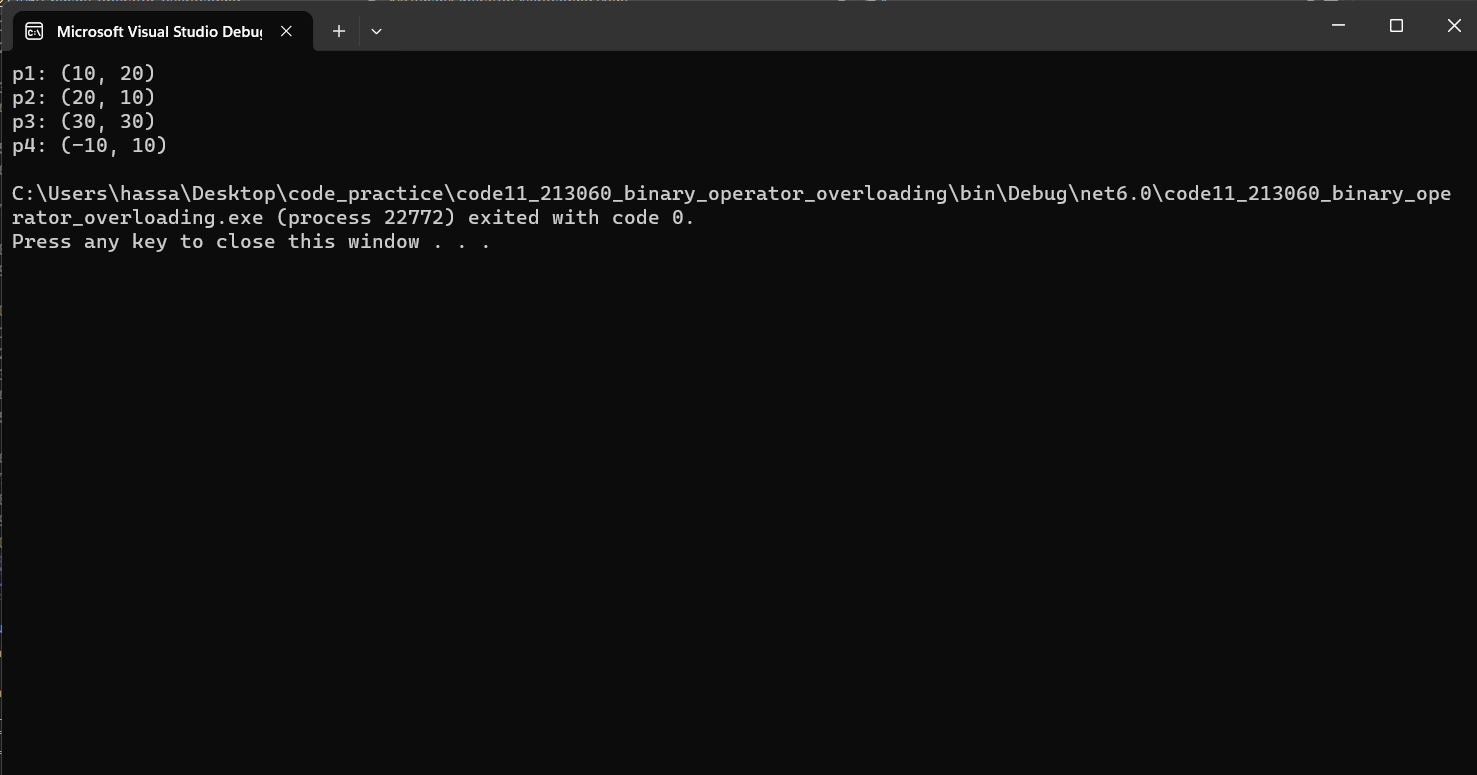 Microsoft Visual Studio Debu
p1: (10, 20)
p2: (20, 10)
p3: (30, 30)
p4: (-10, 10)
C:\Users\hassa\Desktop\code_practice\code11_213060_binary_operator_overloading\bin\Debug\net6.0\code11_213060_binary_ope
rator_overloading.exe (process 22772) exited with code 0.
Press any key to close this window . . .